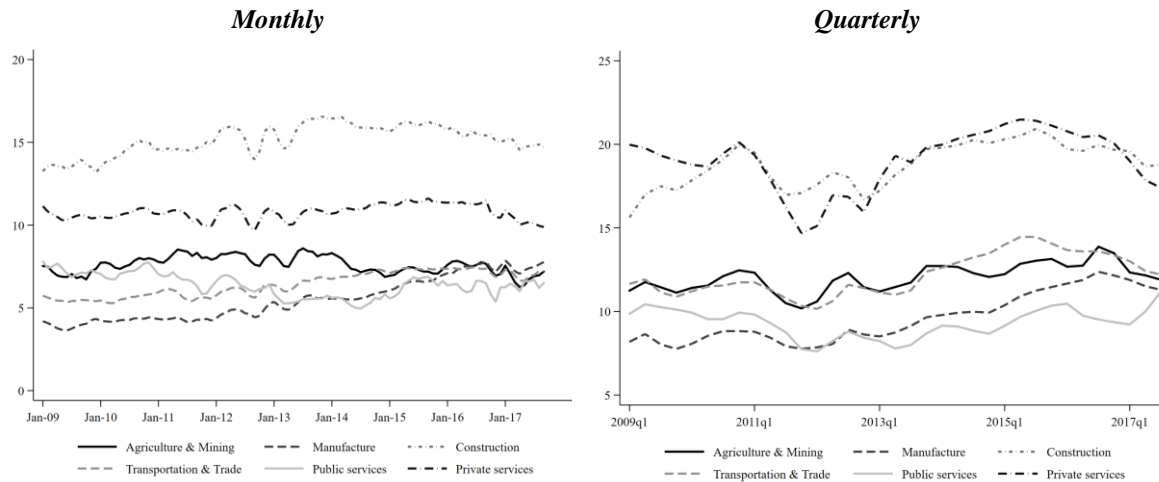 Monthly
20
15
10
5
0
Jan-09 Jan-10 Jan-11 Jan-12 Jan-13 Jan-14 Jan-15 Jan-16 Jan-17
Agriculture & Mining Manufacture Construction
Transportation & Trade Public services Private services
Quarterly
25
20
15
10
5
2009q1 2011q1 2013q1 2015q1 2017q1
Agriculture & Mining Manufacture Construction
Transportation & Trade Public services Private services